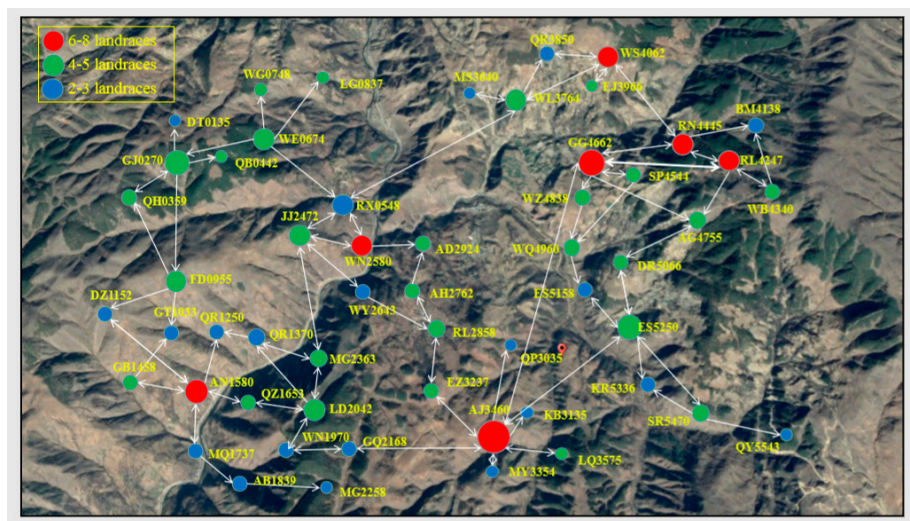 6-8 landraces
4-5 landraces
2-3 landraces
QR3850
WS4062
MS3640
WL3764
EJ3966
WG0748
LG0837
DT0135
WE0674
GJ0270
QB0442
BM4138
RN4445
GG4662
RL4247
SP4544
WZ4838
WB4340
QH0359
RX0548
JJ2472
WN2580
AD2924
WQ4960
AG4755
DR5066
FD0955
DZ1152
GT1033
QR1250
QR1370
WY2643
AH2762
RL2858
ES5158
ES5250
QP3035
MG2363
GB1458
AN1580
QZ1653
LD2042
EZ3237
AJ3460
KB3135
KR5336
SR5470
QY5543
MQ1737
WN1970
GQ2168
MY3354
LQ3575
AB1839
MG2258